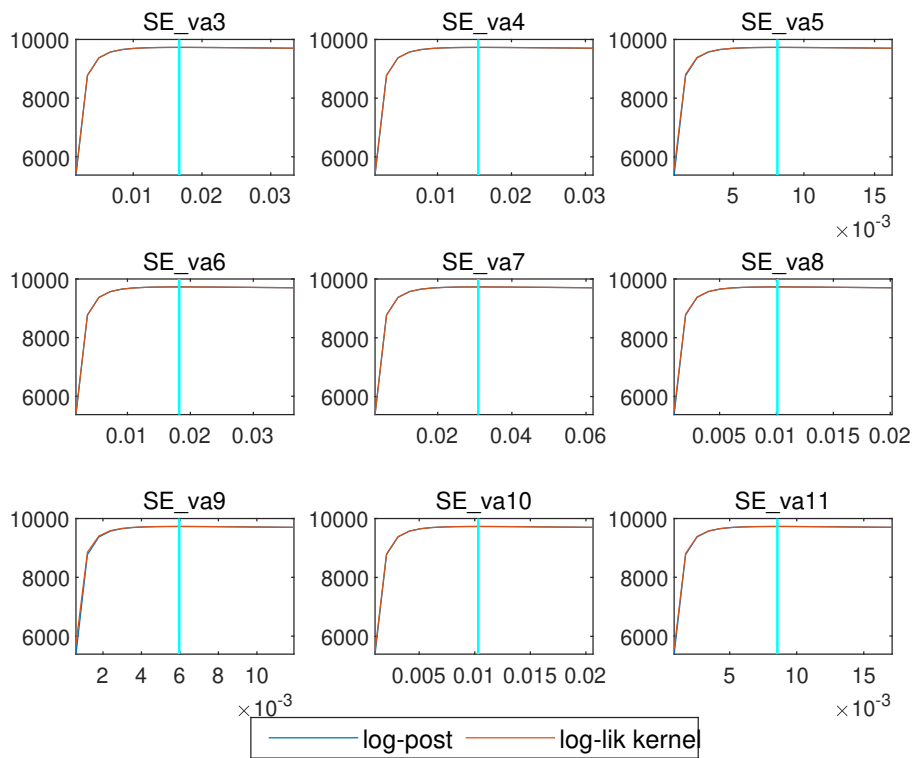 SE_va3 SE_va4 SE_va5
10000 10000 10000
8000 8000 8000
6000 6000 6000
0.01 0.02 0.03 0.01 0.02 0.03 5 10 15
×10-3
SE_va6 SE_va7 SE_va8
10000 10000 10000
8000 8000 8000
6000 6000 6000
0.01 0.02 0.03 0.02 0.04 0.06 0.005 0.01 0.015 0.02
SE_va9 SE_va10 SE_va11
10000 10000 10000
8000 8000 8000
6000 6000 6000
2 4 6 8 10 0.005 0.01 0.015 0.02 5 10 15
×10-3 ×10-3
log-post log-lik kernel